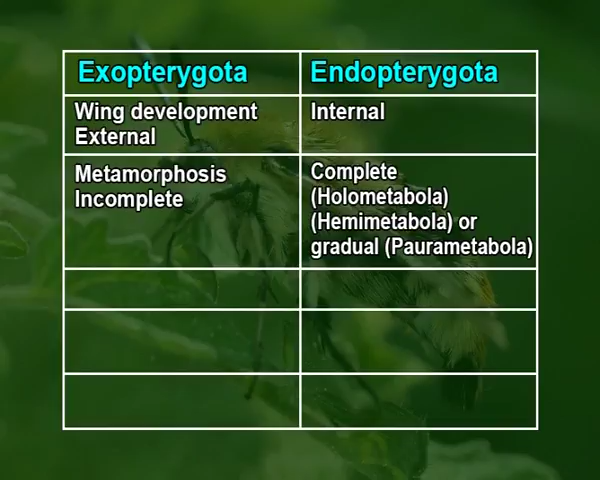 Exopterygota
Endopterygota
Wing development
External
Internal
Metamorphosis
Incomplete
Complete
(Holometabola)
(Hemimetabola) or
gradual (Paurametabola)